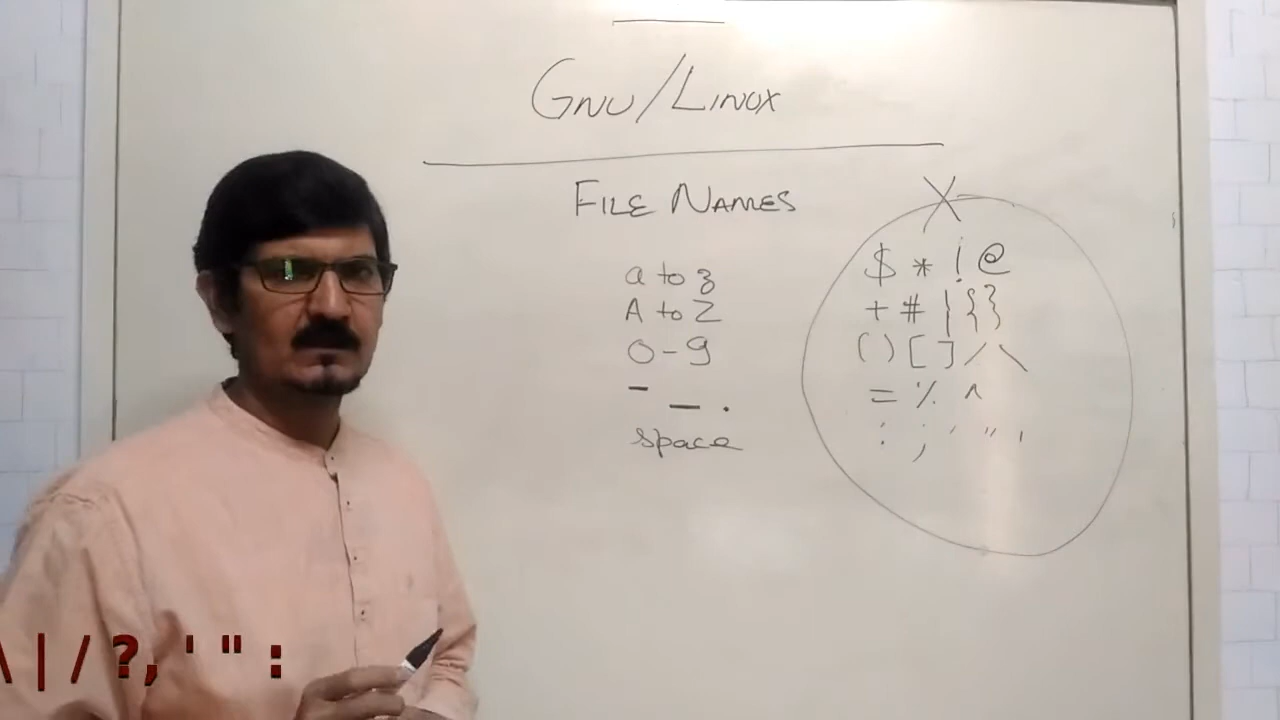 GNU/LINUX
FILE NAMES
X
a to z
A to Z
0-9
-
_ .
space
$ * ! @
+ # | { }
( ) [ ] / \
= % ^
: ; ' " '
\ | / ?, ' " :